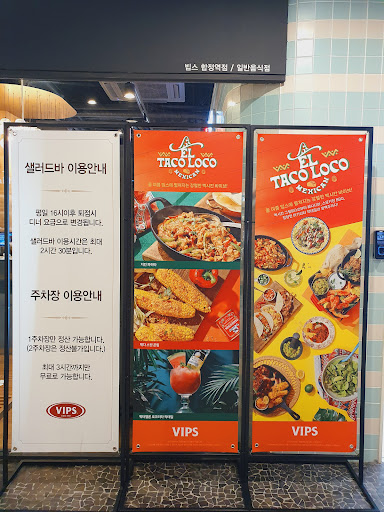 빕스 합정역점 / 일반음식점
샐러드바 이용안내
평일 16시이후 퇴점시
디너 요금으로 변경됩니다.
샐러드바 이용시간은 최대
2시간 30분입니다.
주차장 이용안내
1주차장만 정산 가능합니다.
(2주차장은 정산불가입니다.)
최대 3시간까지만
무료로 가능합니다.
VIPS
EL
TACO LOCO
MEXICAN
VIPS
EL
TACO LOCO
MEXICAN
VIPS